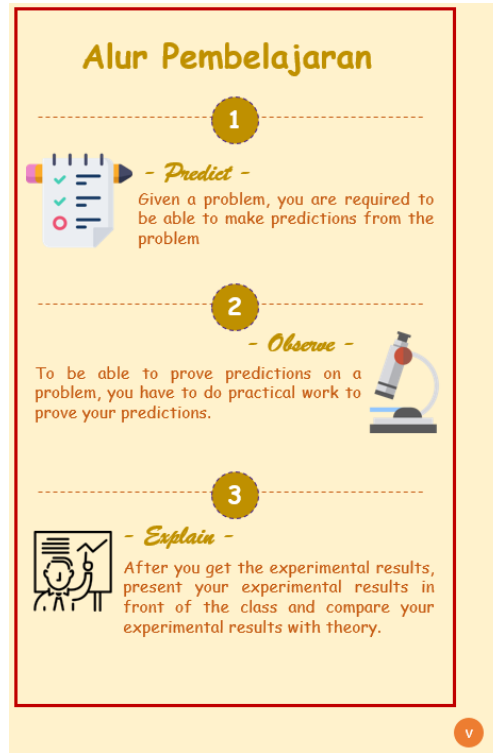 Alur Pembelajaran
1
- Predict -
Given a problem, you are required to
be able to make predictions from the
problem
2
- Observe -
To be able to prove predictions on a
problem, you have to do practical work to
prove your predictions.
3
- Explain -
After you get the experimental results,
present your experimental results in
front of the class and compare your
experimental results with theory.
v